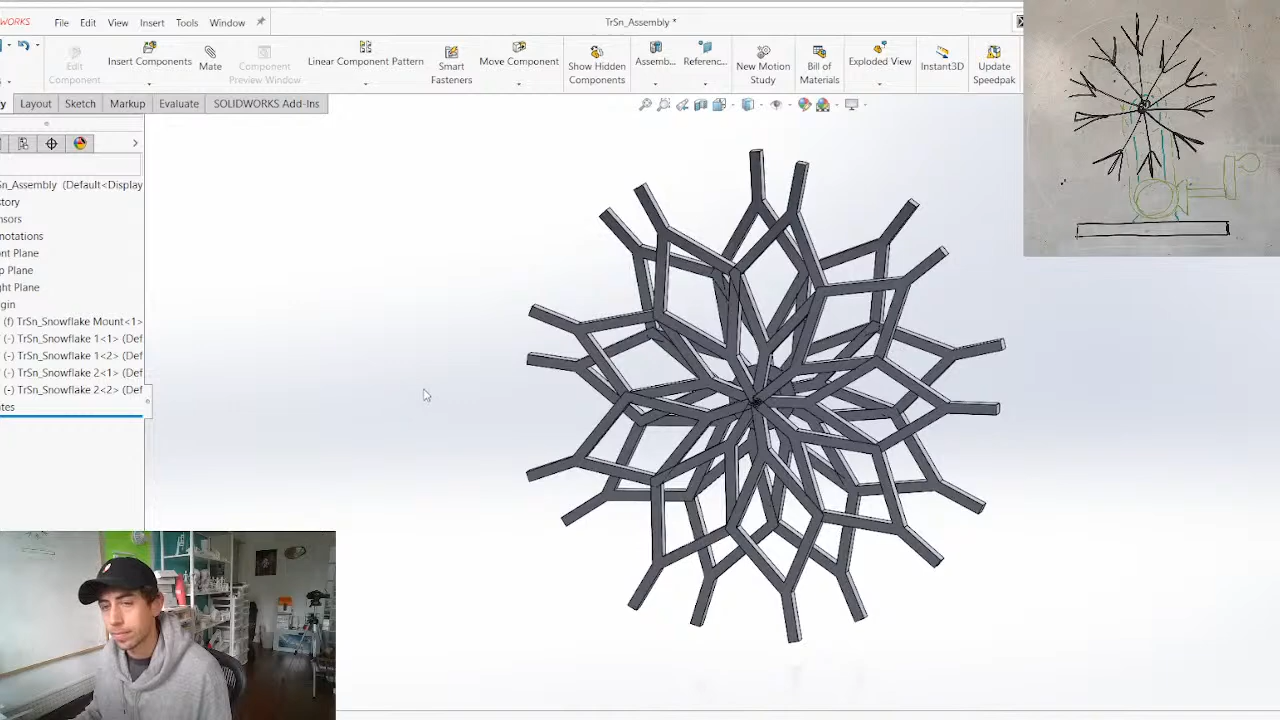 ORKS File Edit View Insert Tools Window TrSn_Assembly *
Edit Component Insert Components Mate Component Preview Window Linear Component Pattern Smart Fasteners Move Component Show Hidden Components Assemb... Referenc... New Motion Study Bill of Materials Exploded View Instant3D Update Speedpak
y Layout Sketch Markup Evaluate SOLIDWORKS Add-Ins
Sn_Assembly (Default<Display
story
nsors
notations
ont Plane
p Plane
ght Plane
igin
(f) TrSn_Snowflake Mount<1>
(-) TrSn_Snowflake 1<1> (Def
(-) TrSn_Snowflake 1<2> (Def
(-) TrSn_Snowflake 2<1> (Def
(-) TrSn_Snowflake 2<2> (Def
ates